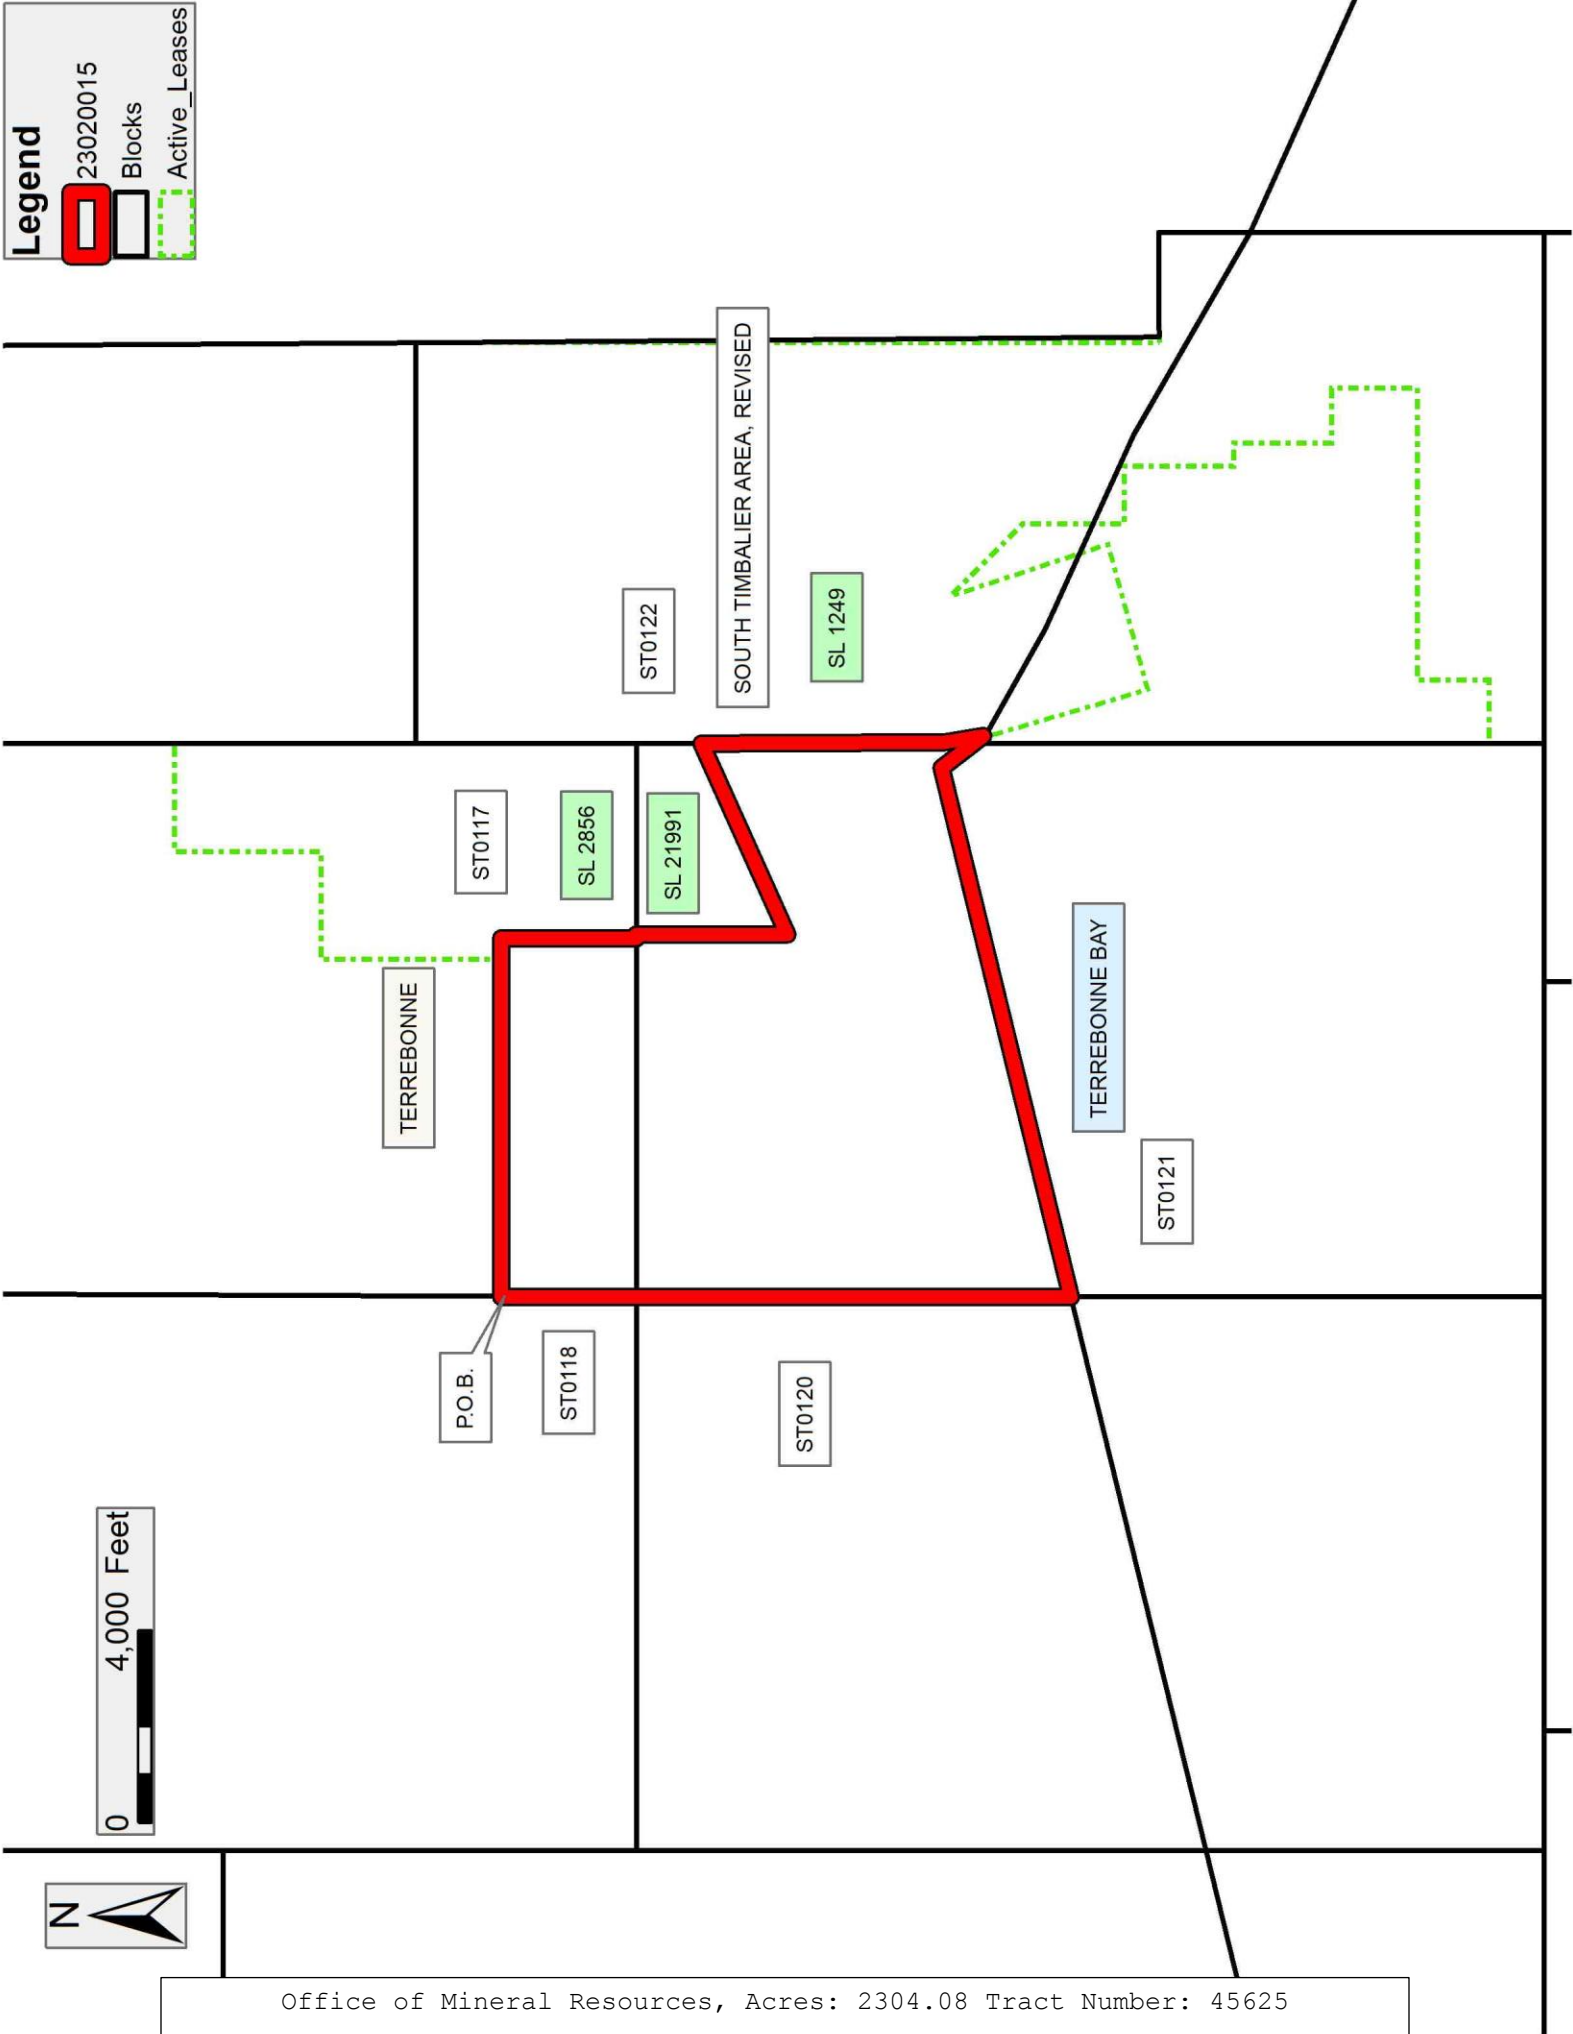 Legend
23020015
Blocks
Active_Leases
N
0 4,000 Feet
TERREBONNE
ST0117
P.O.B.
SL 2856
ST0118
ST0122
SL 21991
SOUTH TIMBALIER AREA, REVISED
SL 1249
ST0120
TERREBONNE BAY
ST0121
Office of Mineral Resources, Acres: 2304.08 Tract Number: 45625